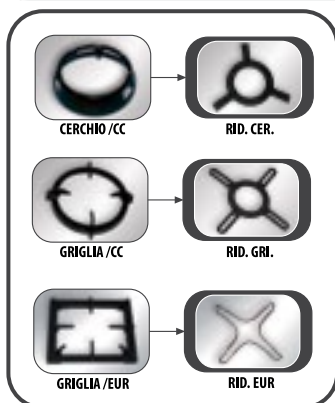 CERCHIO /CC
RID. CER.
GRIGLIA /CC
RID. GRI.
GRIGLIA /EUR
RID. EUR